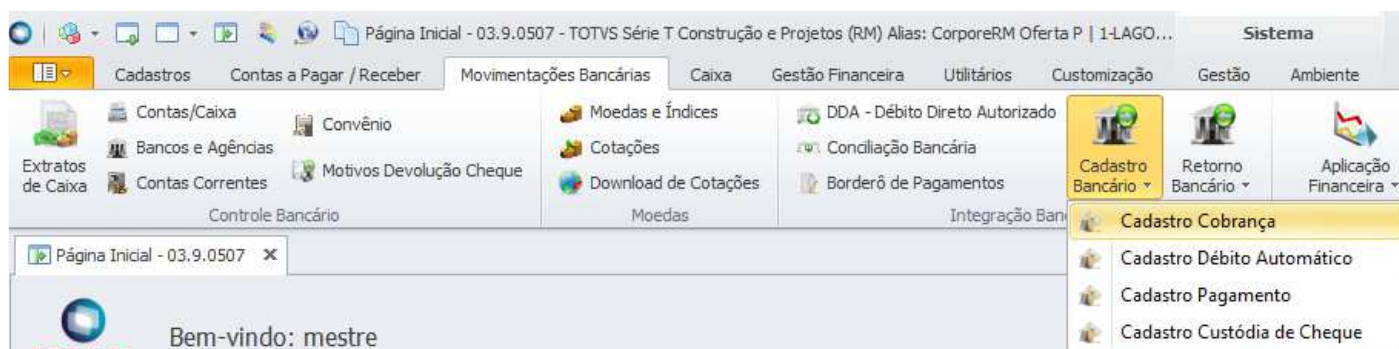 Página Inicial - 03.9.0507 - TOTVS Série T Construção e Projetos (RM) Alias: CorporeRM Oferta P | 1-LAGO... Sistema
Cadastros Contas a Pagar / Receber Movimentações Bancárias Caixa Gestão Financeira Utilitários Customização Gestão Ambiente
Extratos de Caixa
Contas/Caixa
Bancos e Agências
Contas Correntes
Convênio
Motivos Devolução Cheque
Controle Bancário
Moedas e Índices
Cotações
Download de Cotações
Moedas
DDA - Débito Direto Autorizado
Conciliação Bancária
Borderô de Pagamentos
Cadastro Bancário
Retorno Bancário
Integração Ban
Aplicação Financeira
Cadastro Cobrança
Cadastro Débito Automático
Cadastro Pagamento
Cadastro Custódia de Cheque
Página Inicial - 03.9.0507
Bem-vindo: mestre